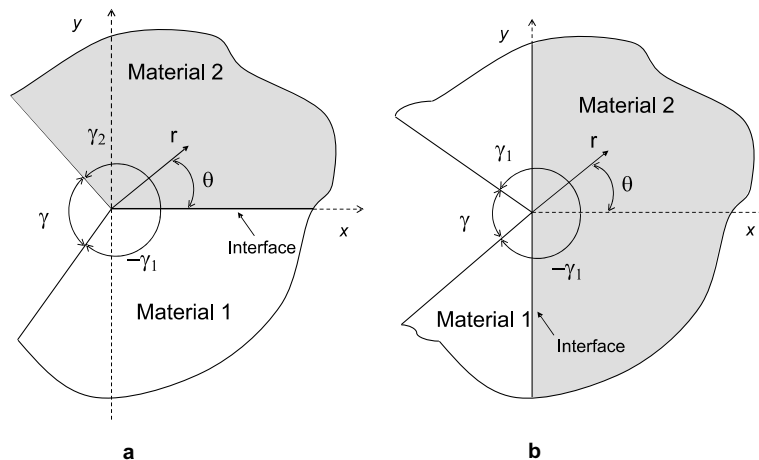 y
Material 2
γ₂
r
θ
γ
x
Interface
−γ₁
Material 1
a
y
Material 2
γ₁
r
θ
γ
x
−γ₁
Material 1
Interface
b